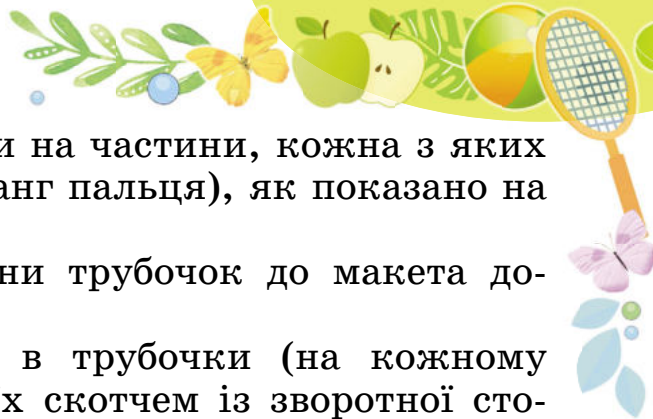 и на частини, кожна з яких
анг пальця), як показано на
ни трубочок до макета до-
в трубочки (на кожному
х скотчем із зворотної сто-